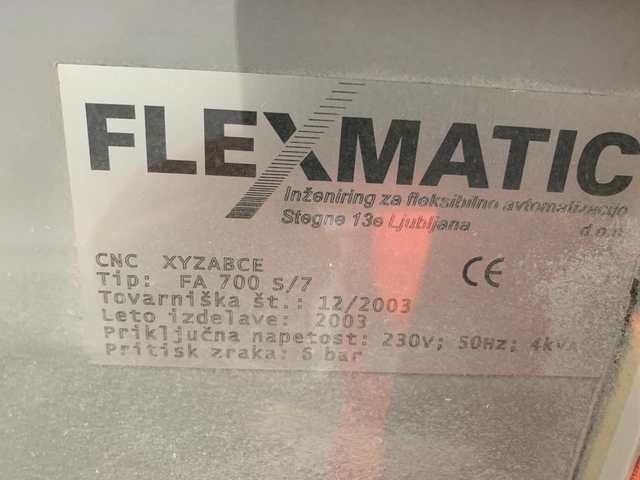 FLEXMATIC
Inženiring za fleksibilno avtomatizacijo
Stegne 13e Ljubljana d.o.o.
CNC XYZABCE
CE
Tip: FA 700 S/7
Tovarniška št.: 12/2003
Leto izdelave: 2003
Priključna napetost: 230V; 50Hz; 4kVA
Pritisk zraka: 6 bar